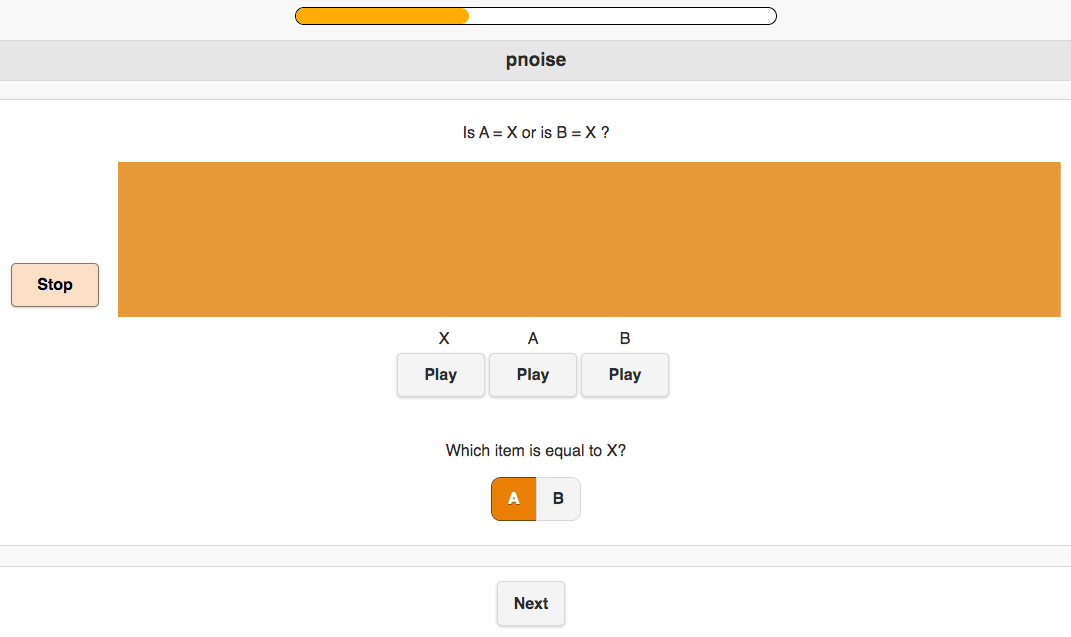 pnoise
Is A = X or is B = X ?
Stop
X A B
Play Play Play
Which item is equal to X?
A B
Next